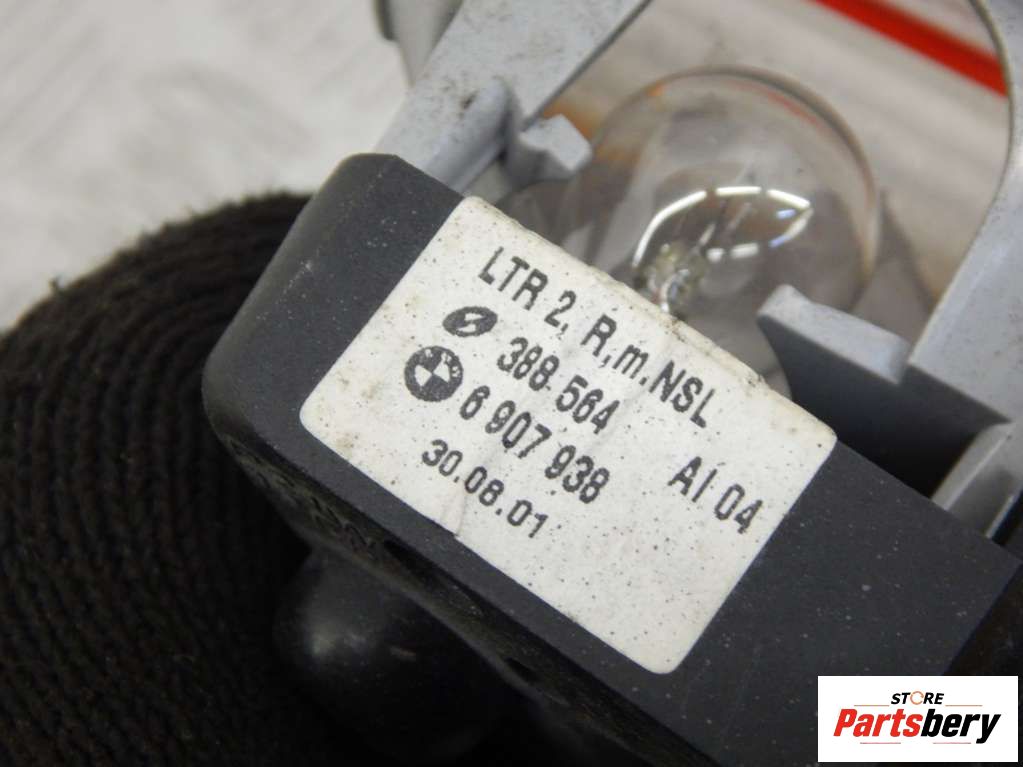 LTR 2, R,m.NSL
388 564
6 907 938 AI 04
30.08.01
STORE
Partsbery